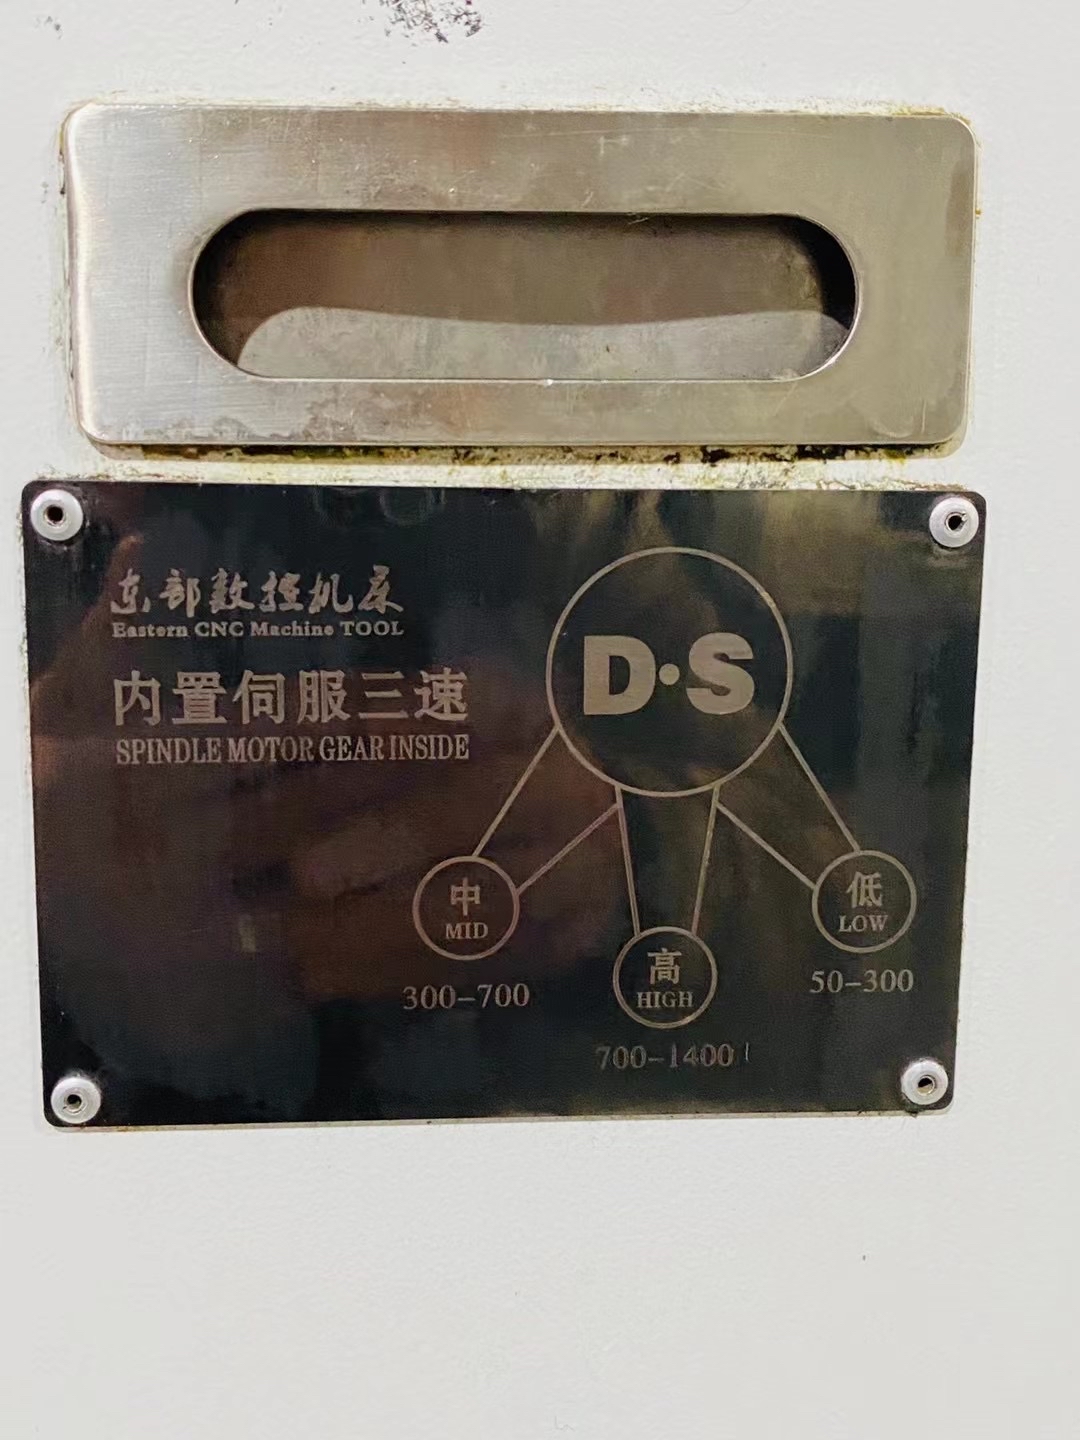 东部数控机床
Eastern CNC Machine TOOL
内置伺服三速
SPINDLE MOTOR GEAR INSIDE
D·S
中
MID
300-700
高
HIGH
700-1400
低
LOW
50-300